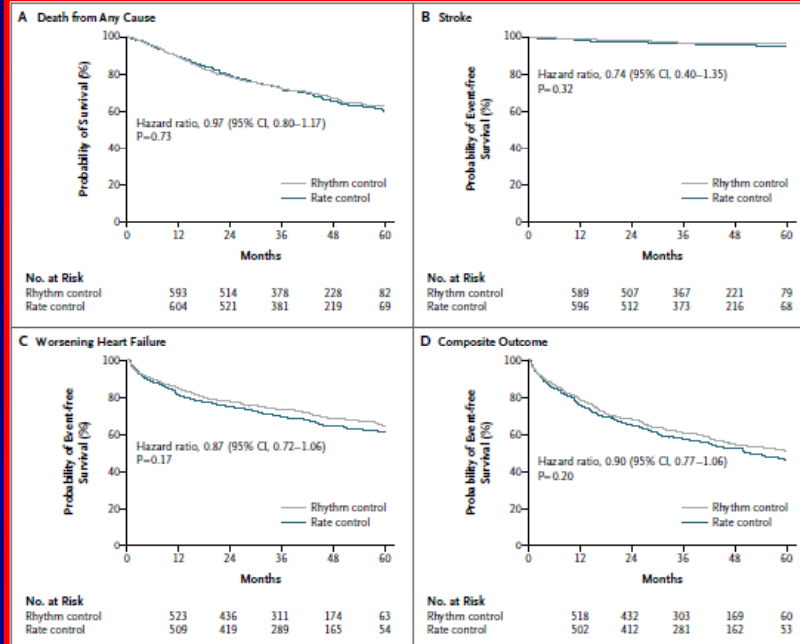 A Death from Any Cause
100
80
60
40
20
0
Probability of Survival (%)
Hazard ratio, 0.97 (95% CI, 0.80–1.17)
P=0.73
Rhythm control
Rate control
0 12 24 36 48 60
Months
No. at Risk
Rhythm control 593 514 378 228 82
Rate control 604 521 381 219 69
B Stroke
100
80
60
40
20
0
Probability of Event-free
Survival (%)
Hazard ratio, 0.74 (95% CI, 0.40–1.35)
P=0.32
Rhythm control
Rate control
0 12 24 36 48 60
Months
No. at Risk
Rhythm control 589 507 367 221 79
Rate control 596 512 373 216 68
C Worsening Heart Failure
100
80
60
40
20
0
Probability of Event-free
Survival (%)
Hazard ratio, 0.87 (95% CI, 0.72–1.06)
P=0.17
Rhythm control
Rate control
0 12 24 36 48 60
Months
No. at Risk
Rhythm control 523 436 311 174 63
Rate control 509 419 289 165 54
D Composite Outcome
100
80
60
40
20
0
Probability of Event-free
Survival (%)
Hazard ratio, 0.90 (95% CI, 0.77–1.06)
P=0.20
Rhythm control
Rate control
0 12 24 36 48 60
Months
No. at Risk
Rhythm control 518 432 303 169 60
Rate control 502 412 281 162 53